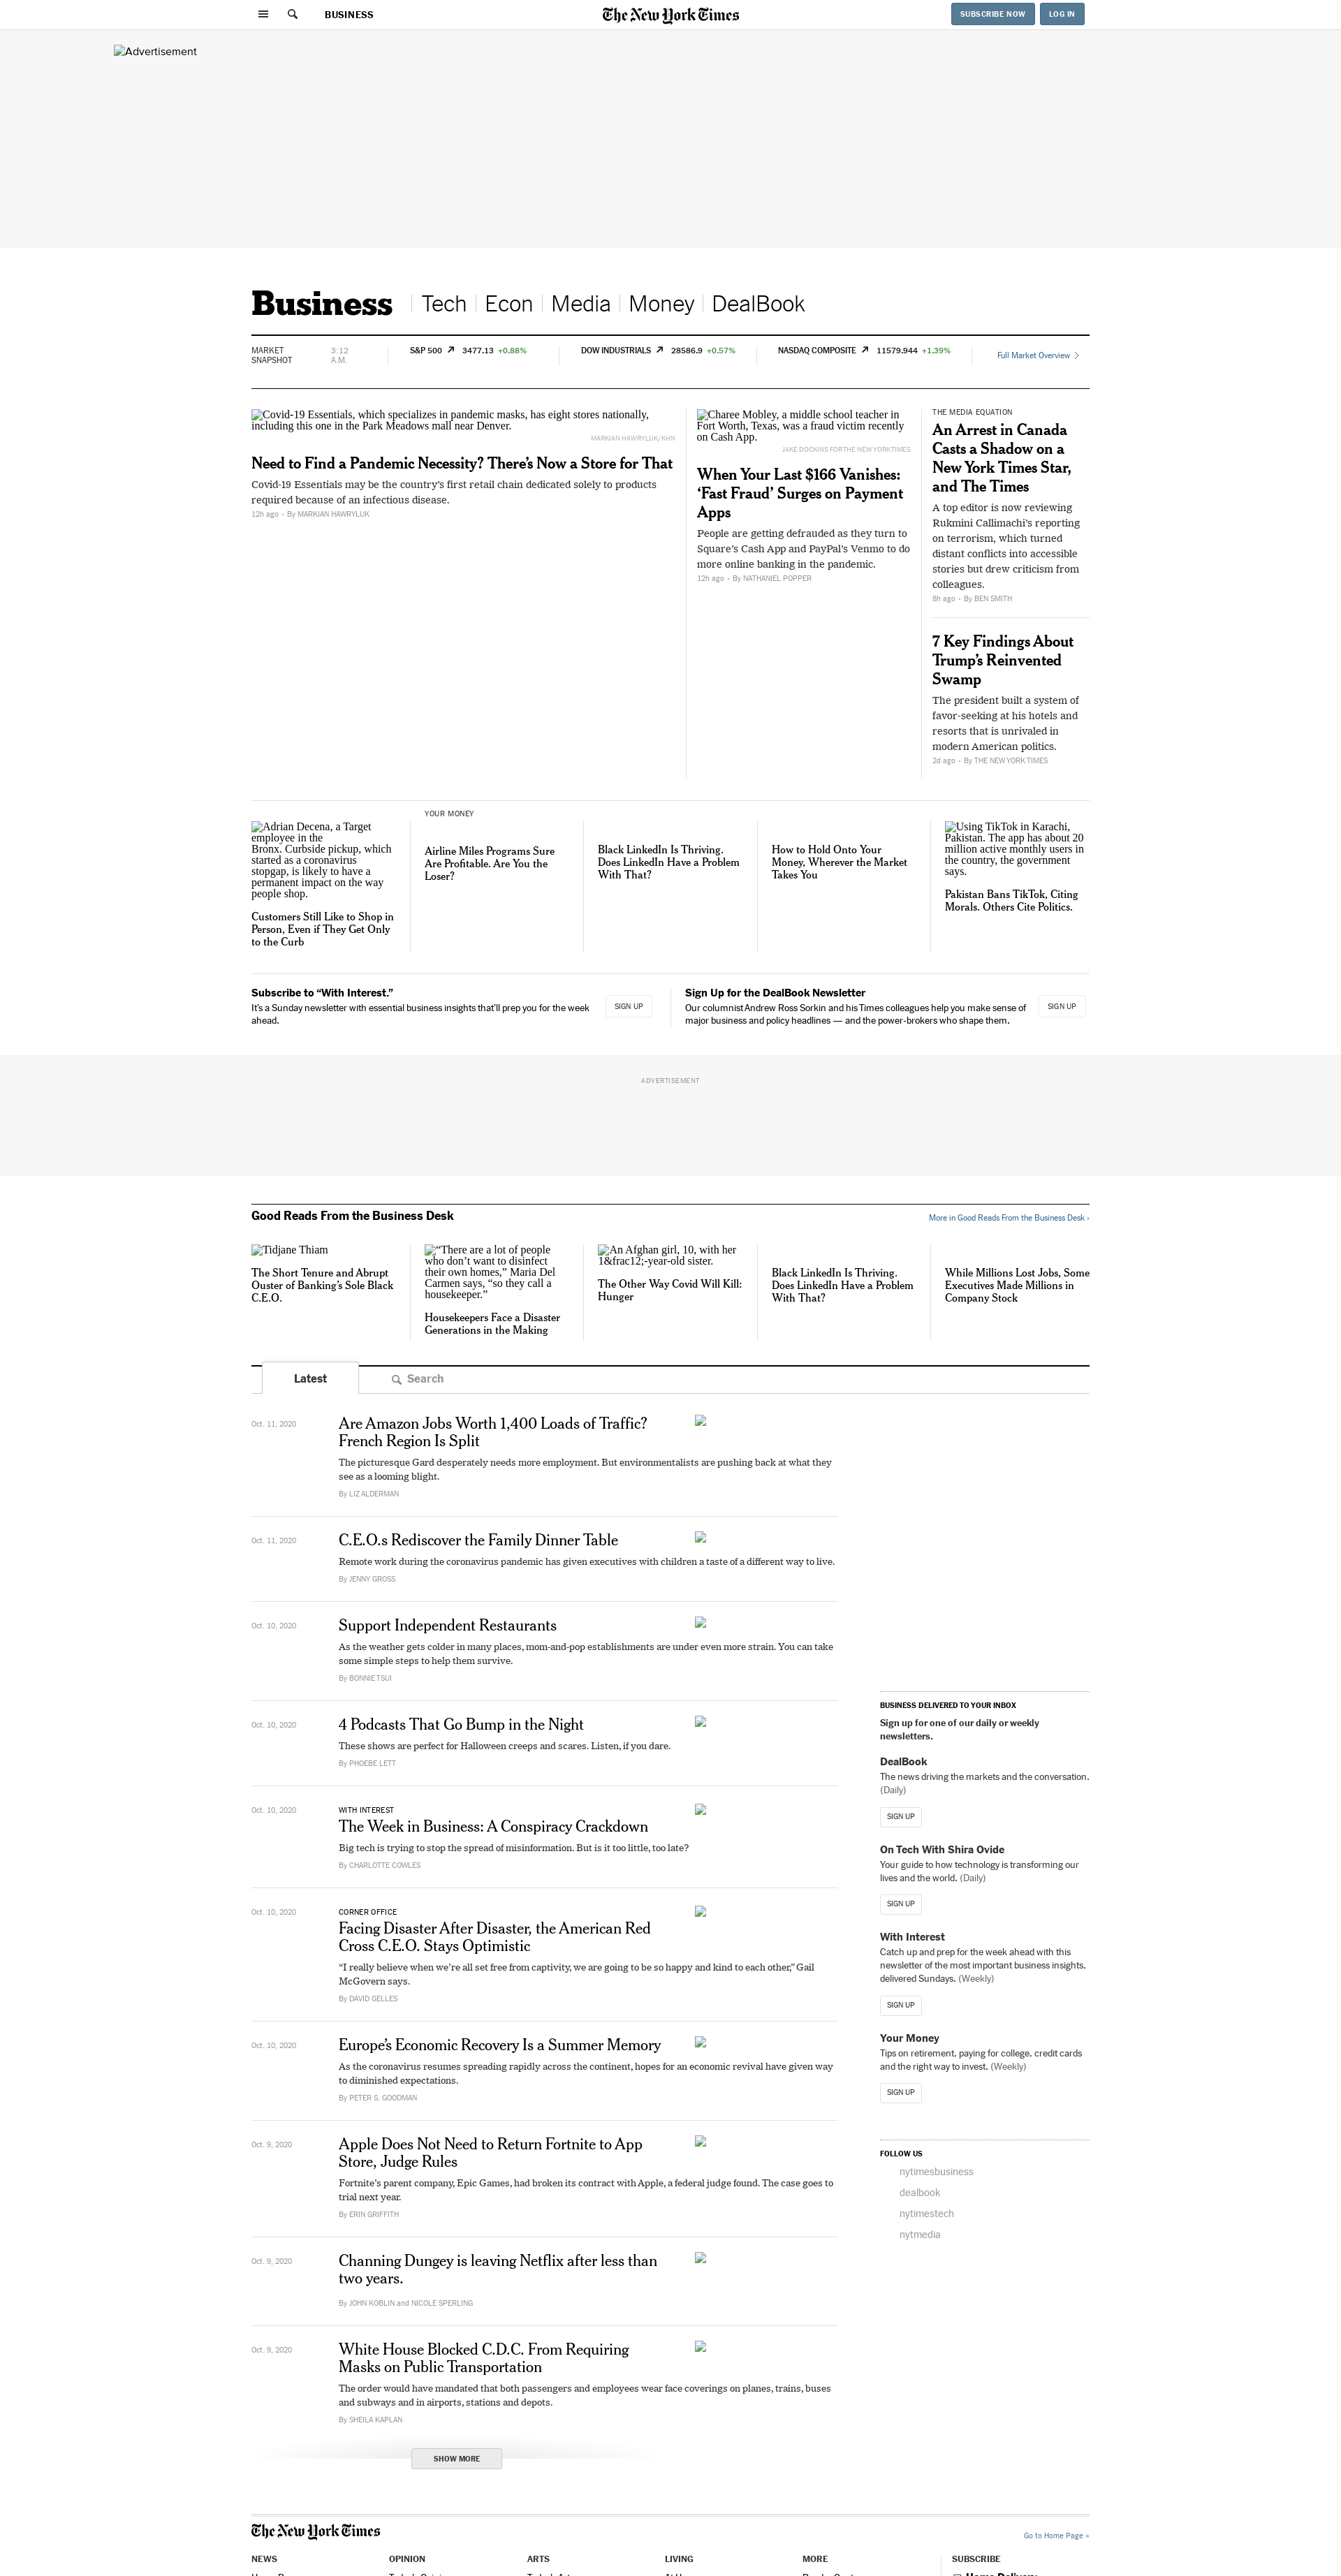 BUSINESS
The New York Times
SUBSCRIBE NOW
LOG IN
Advertisement
Business
Tech
Econ
Media
Money
DealBook
MARKET
SNAPSHOT
3:12
A.M.
S&P 500 3477.13 +0.88%
DOW INDUSTRIALS 28586.9 +0.57%
NASDAQ COMPOSITE 11579.944 +1.39%
Full Market Overview
Covid-19 Essentials, which specializes in pandemic masks, has eight stores nationally,
including this one in the Park Meadows mall near Denver.
MARKIAN HAWRYLUK/KHN
Need to Find a Pandemic Necessity? There’s Now a Store for That
Covid-19 Essentials may be the country’s first retail chain dedicated solely to products
required because of an infectious disease.
12h ago • By MARKIAN HAWRYLUK
Charee Mobley, a middle school teacher in
Fort Worth, Texas, was a fraud victim recently
on Cash App.
JAKE DOCKINS FOR THE NEW YORK TIMES
When Your Last $166 Vanishes:
‘Fast Fraud’ Surges on Payment
Apps
People are getting defrauded as they turn to
Square’s Cash App and PayPal’s Venmo to do
more online banking in the pandemic.
12h ago • By NATHANIEL POPPER
THE MEDIA EQUATION
An Arrest in Canada
Casts a Shadow on a
New York Times Star,
and The Times
A top editor is now reviewing
Rukmini Callimachi’s reporting
on terrorism, which turned
distant conflicts into accessible
stories but drew criticism from
colleagues.
8h ago • By BEN SMITH
7 Key Findings About
Trump’s Reinvented
Swamp
The president built a system of
favor-seeking at his hotels and
resorts that is unrivaled in
modern American politics.
2d ago • By THE NEW YORK TIMES
Adrian Decena, a Target
employee in the
Bronx. Curbside pickup, which
started as a coronavirus
stopgap, is likely to have a
permanent impact on the way
people shop.
Customers Still Like to Shop in
Person, Even if They Get Only
to the Curb
YOUR MONEY
Airline Miles Programs Sure
Are Profitable. Are You the
Loser?
Black LinkedIn Is Thriving.
Does LinkedIn Have a Problem
With That?
How to Hold Onto Your
Money, Wherever the Market
Takes You
Using TikTok in Karachi,
Pakistan. The app has about 20
million active monthly users in
the country, the government
says.
Pakistan Bans TikTok, Citing
Morals. Others Cite Politics.
Subscribe to “With Interest.”
It’s a Sunday newsletter with essential business insights that’ll prep you for the week
ahead.
SIGN UP
Sign Up for the DealBook Newsletter
Our columnist Andrew Ross Sorkin and his Times colleagues help you make sense of
major business and policy headlines — and the power-brokers who shape them.
SIGN UP
ADVERTISEMENT
Good Reads From the Business Desk
More in Good Reads From the Business Desk ›
Tidjane Thiam
The Short Tenure and Abrupt
Ouster of Banking’s Sole Black
C.E.O.
“There are a lot of people
who don’t want to disinfect
their own homes,” Maria Del
Carmen says, “so they call a
housekeeper.”
Housekeepers Face a Disaster
Generations in the Making
An Afghan girl, 10, with her
1&frac12;-year-old sister.
The Other Way Covid Will Kill:
Hunger
Black LinkedIn Is Thriving.
Does LinkedIn Have a Problem
With That?
While Millions Lost Jobs, Some
Executives Made Millions in
Company Stock
Latest
Search
Oct. 11, 2020
Are Amazon Jobs Worth 1,400 Loads of Traffic?
French Region Is Split
The picturesque Gard desperately needs more employment. But environmentalists are pushing back at what they
see as a looming blight.
By LIZ ALDERMAN
Oct. 11, 2020
C.E.O.s Rediscover the Family Dinner Table
Remote work during the coronavirus pandemic has given executives with children a taste of a different way to live.
By JENNY GROSS
Oct. 10, 2020
Support Independent Restaurants
As the weather gets colder in many places, mom-and-pop establishments are under even more strain. You can take
some simple steps to help them survive.
By BONNIE TSUI
Oct. 10, 2020
4 Podcasts That Go Bump in the Night
These shows are perfect for Halloween creeps and scares. Listen, if you dare.
By PHOEBE LETT
Oct. 10, 2020
WITH INTEREST
The Week in Business: A Conspiracy Crackdown
Big tech is trying to stop the spread of misinformation. But is it too little, too late?
By CHARLOTTE COWLES
Oct. 10, 2020
CORNER OFFICE
Facing Disaster After Disaster, the American Red
Cross C.E.O. Stays Optimistic
“I really believe when we’re all set free from captivity, we are going to be so happy and kind to each other,” Gail
McGovern says.
By DAVID GELLES
Oct. 10, 2020
Europe’s Economic Recovery Is a Summer Memory
As the coronavirus resumes spreading rapidly across the continent, hopes for an economic revival have given way
to diminished expectations.
By PETER S. GOODMAN
Oct. 9, 2020
Apple Does Not Need to Return Fortnite to App
Store, Judge Rules
Fortnite’s parent company, Epic Games, had broken its contract with Apple, a federal judge found. The case goes to
trial next year.
By ERIN GRIFFITH
Oct. 9, 2020
Channing Dungey is leaving Netflix after less than
two years.
By JOHN KOBLIN and NICOLE SPERLING
Oct. 9, 2020
White House Blocked C.D.C. From Requiring
Masks on Public Transportation
The order would have mandated that both passengers and employees wear face coverings on planes, trains, buses
and subways and in airports, stations and depots.
By SHEILA KAPLAN
SHOW MORE
BUSINESS DELIVERED TO YOUR INBOX
Sign up for one of our daily or weekly
newsletters.
DealBook
The news driving the markets and the conversation.
(Daily)
SIGN UP
On Tech With Shira Ovide
Your guide to how technology is transforming our
lives and the world. (Daily)
SIGN UP
With Interest
Catch up and prep for the week ahead with this
newsletter of the most important business insights,
delivered Sundays. (Weekly)
SIGN UP
Your Money
Tips on retirement, paying for college, credit cards
and the right way to invest. (Weekly)
SIGN UP
FOLLOW US
nytimesbusiness
dealbook
nytimestech
nytmedia
The New York Times
Go to Home Page »
NEWS
OPINION
ARTS
LIVING
MORE
SUBSCRIBE